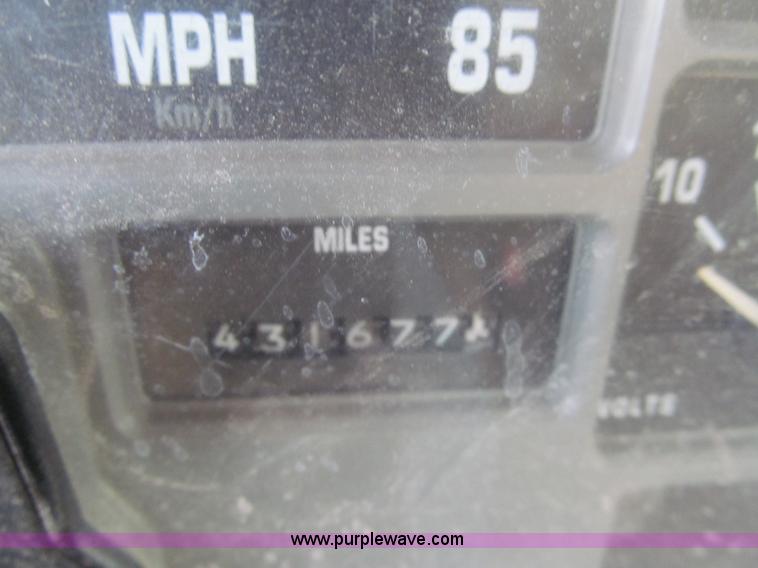 MPH 85
Km/h
10
MILES
431677
VOLTS
www.purplewave.com